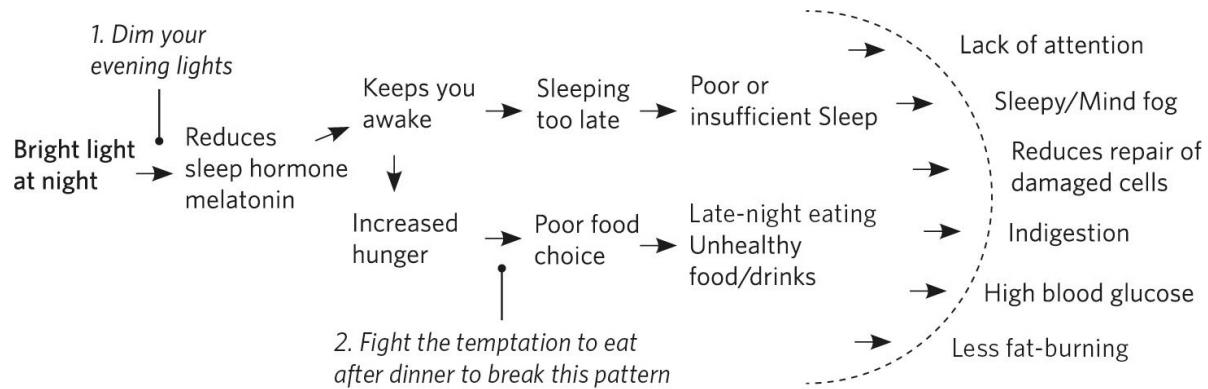 1. Dim your
evening lights
Bright light
at night
Reduces
sleep hormone
melatonin
Keeps you
awake
Sleeping
too late
Poor or
insufficient Sleep
Increased
hunger
Poor food
choice
Late-night eating
Unhealthy
food/drinks
2. Fight the temptation to eat
after dinner to break this pattern
Lack of attention
Sleepy/Mind fog
Reduces repair of
damaged cells
Indigestion
High blood glucose
Less fat-burning